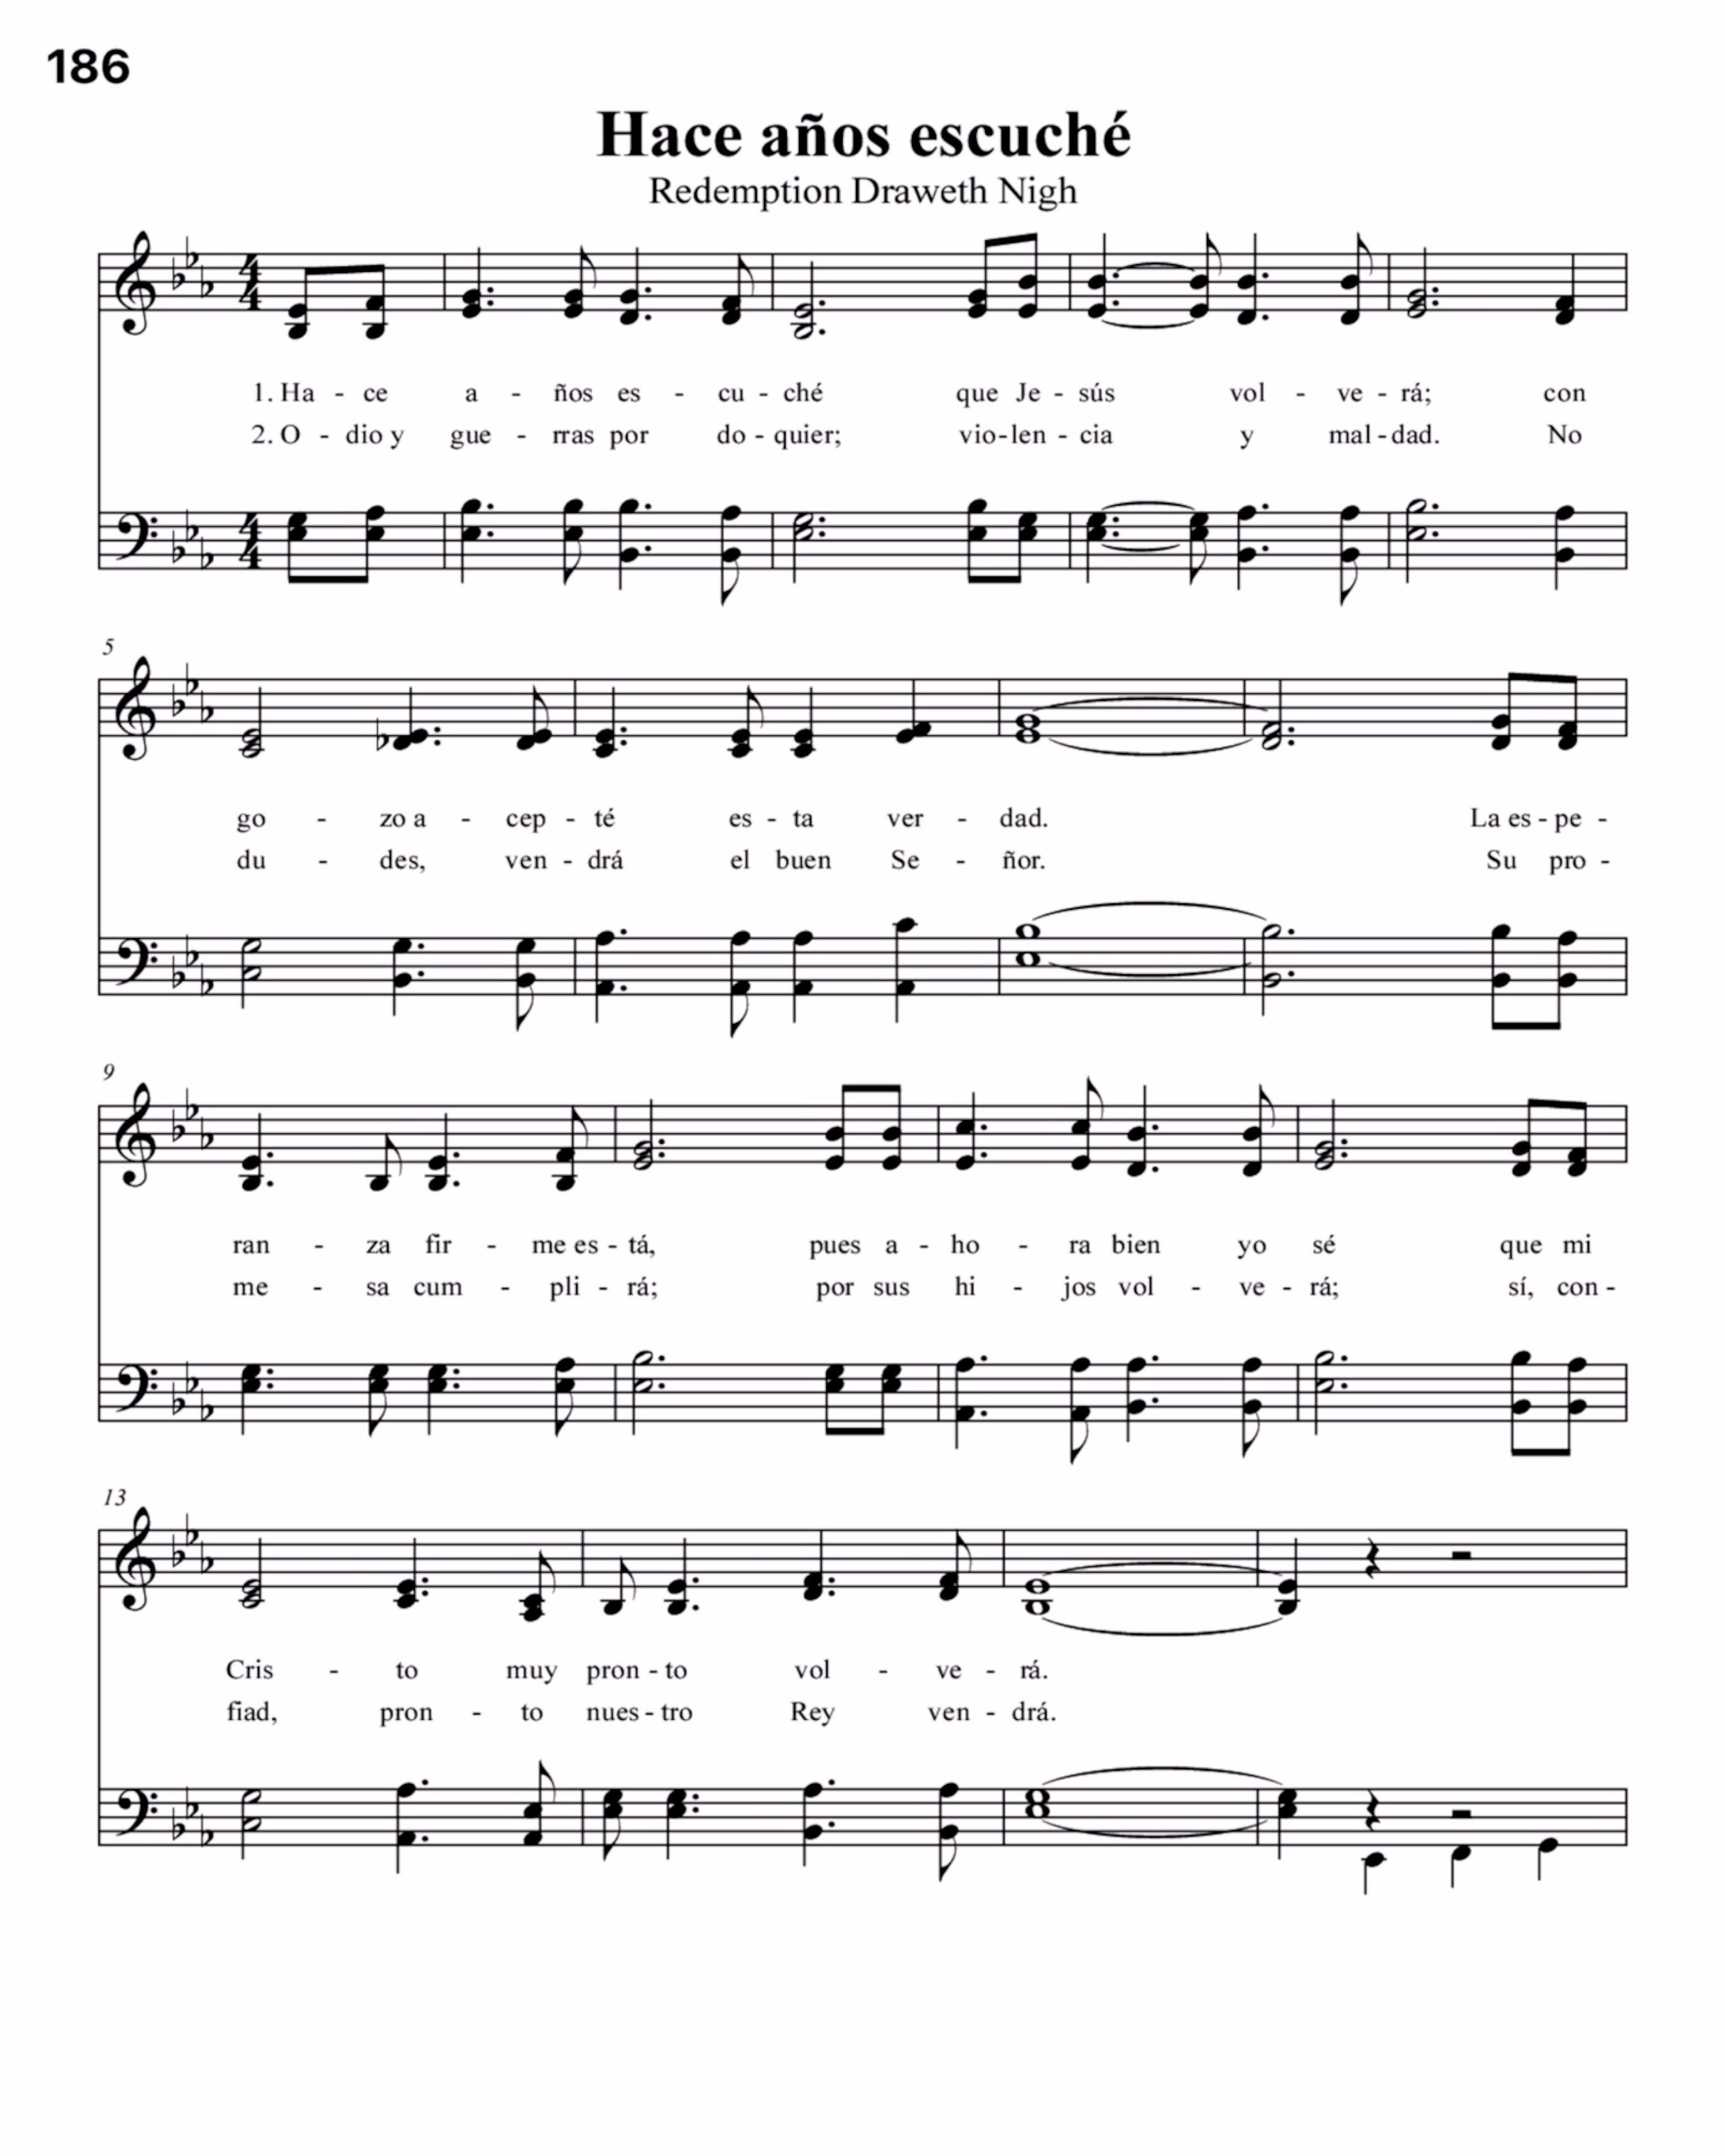 186
Hace años escuché
Redemption Draweth Nigh
1. Ha - ce a - ños es - cu - ché que Je - sús vol - ve - rá; con
2. O - dio y gue - rras por do - quier; vio - len - cia y mal - dad. No
5
go - zo a - cep - té es - ta ver - dad. La es - pe -
du - des, ven - drá el buen Se - ñor. Su pro -
9
ran - za fir - me es - tá, pues a - ho - ra bien yo sé que mi
me - sa cum - pli - rá; por sus hi - jos vol - ve - rá; sí, con -
13
Cris - to muy pron - to vol - ve - rá.
fiad, pron - to nues - tro Rey ven - drá.